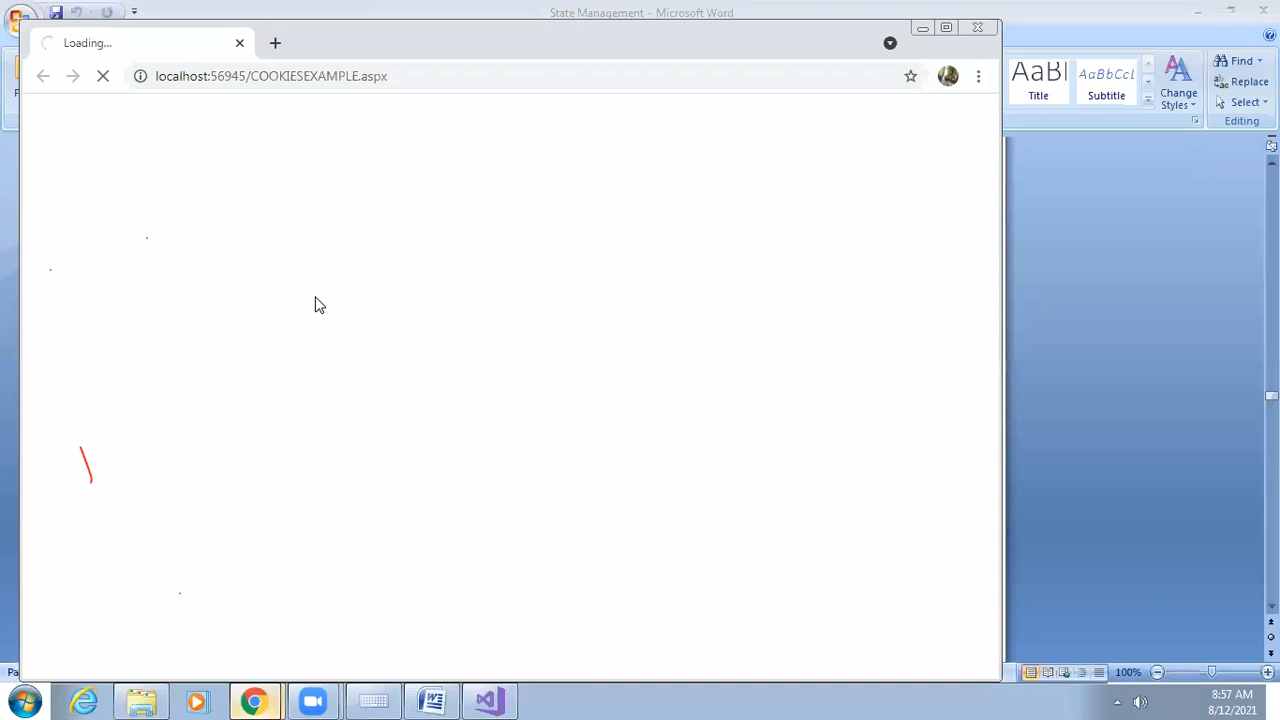 State Management - Microsoft Word
Loading...
localhost:56945/COOKIESEXAMPLE.aspx
AaBl
AaBbCcl
Title
Subtitle
Change
Styles
Find
Replace
Select
Editing
Pa
100%
8:57 AM
8/12/2021